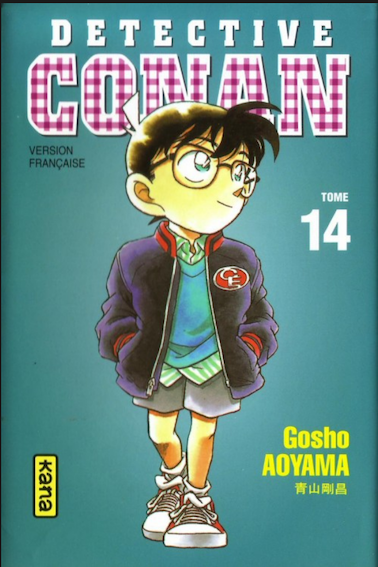 DETECTIVE
CONAN
VERSION
FRANÇAISE
TOME
14
Gosho
AOYAMA
青山剛昌
kana